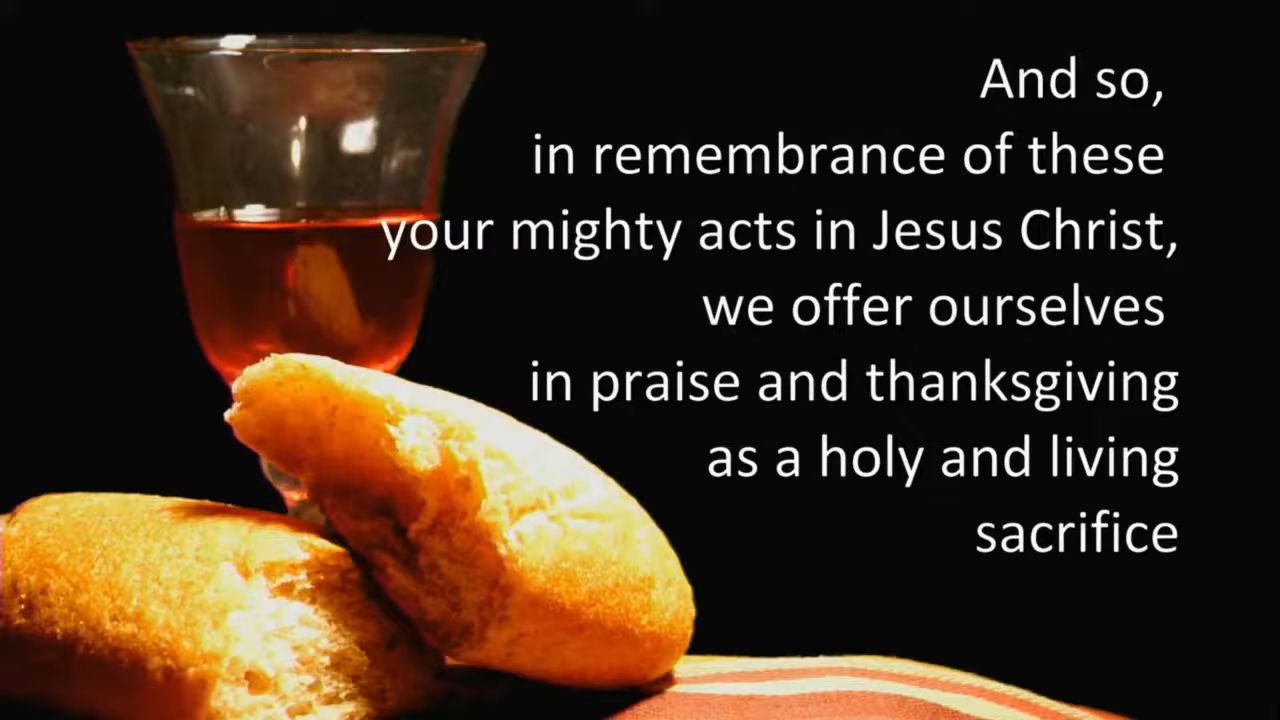 And so,
in remembrance of these
your mighty acts in Jesus Christ,
we offer ourselves
in praise and thanksgiving
as a holy and living
sacrifice